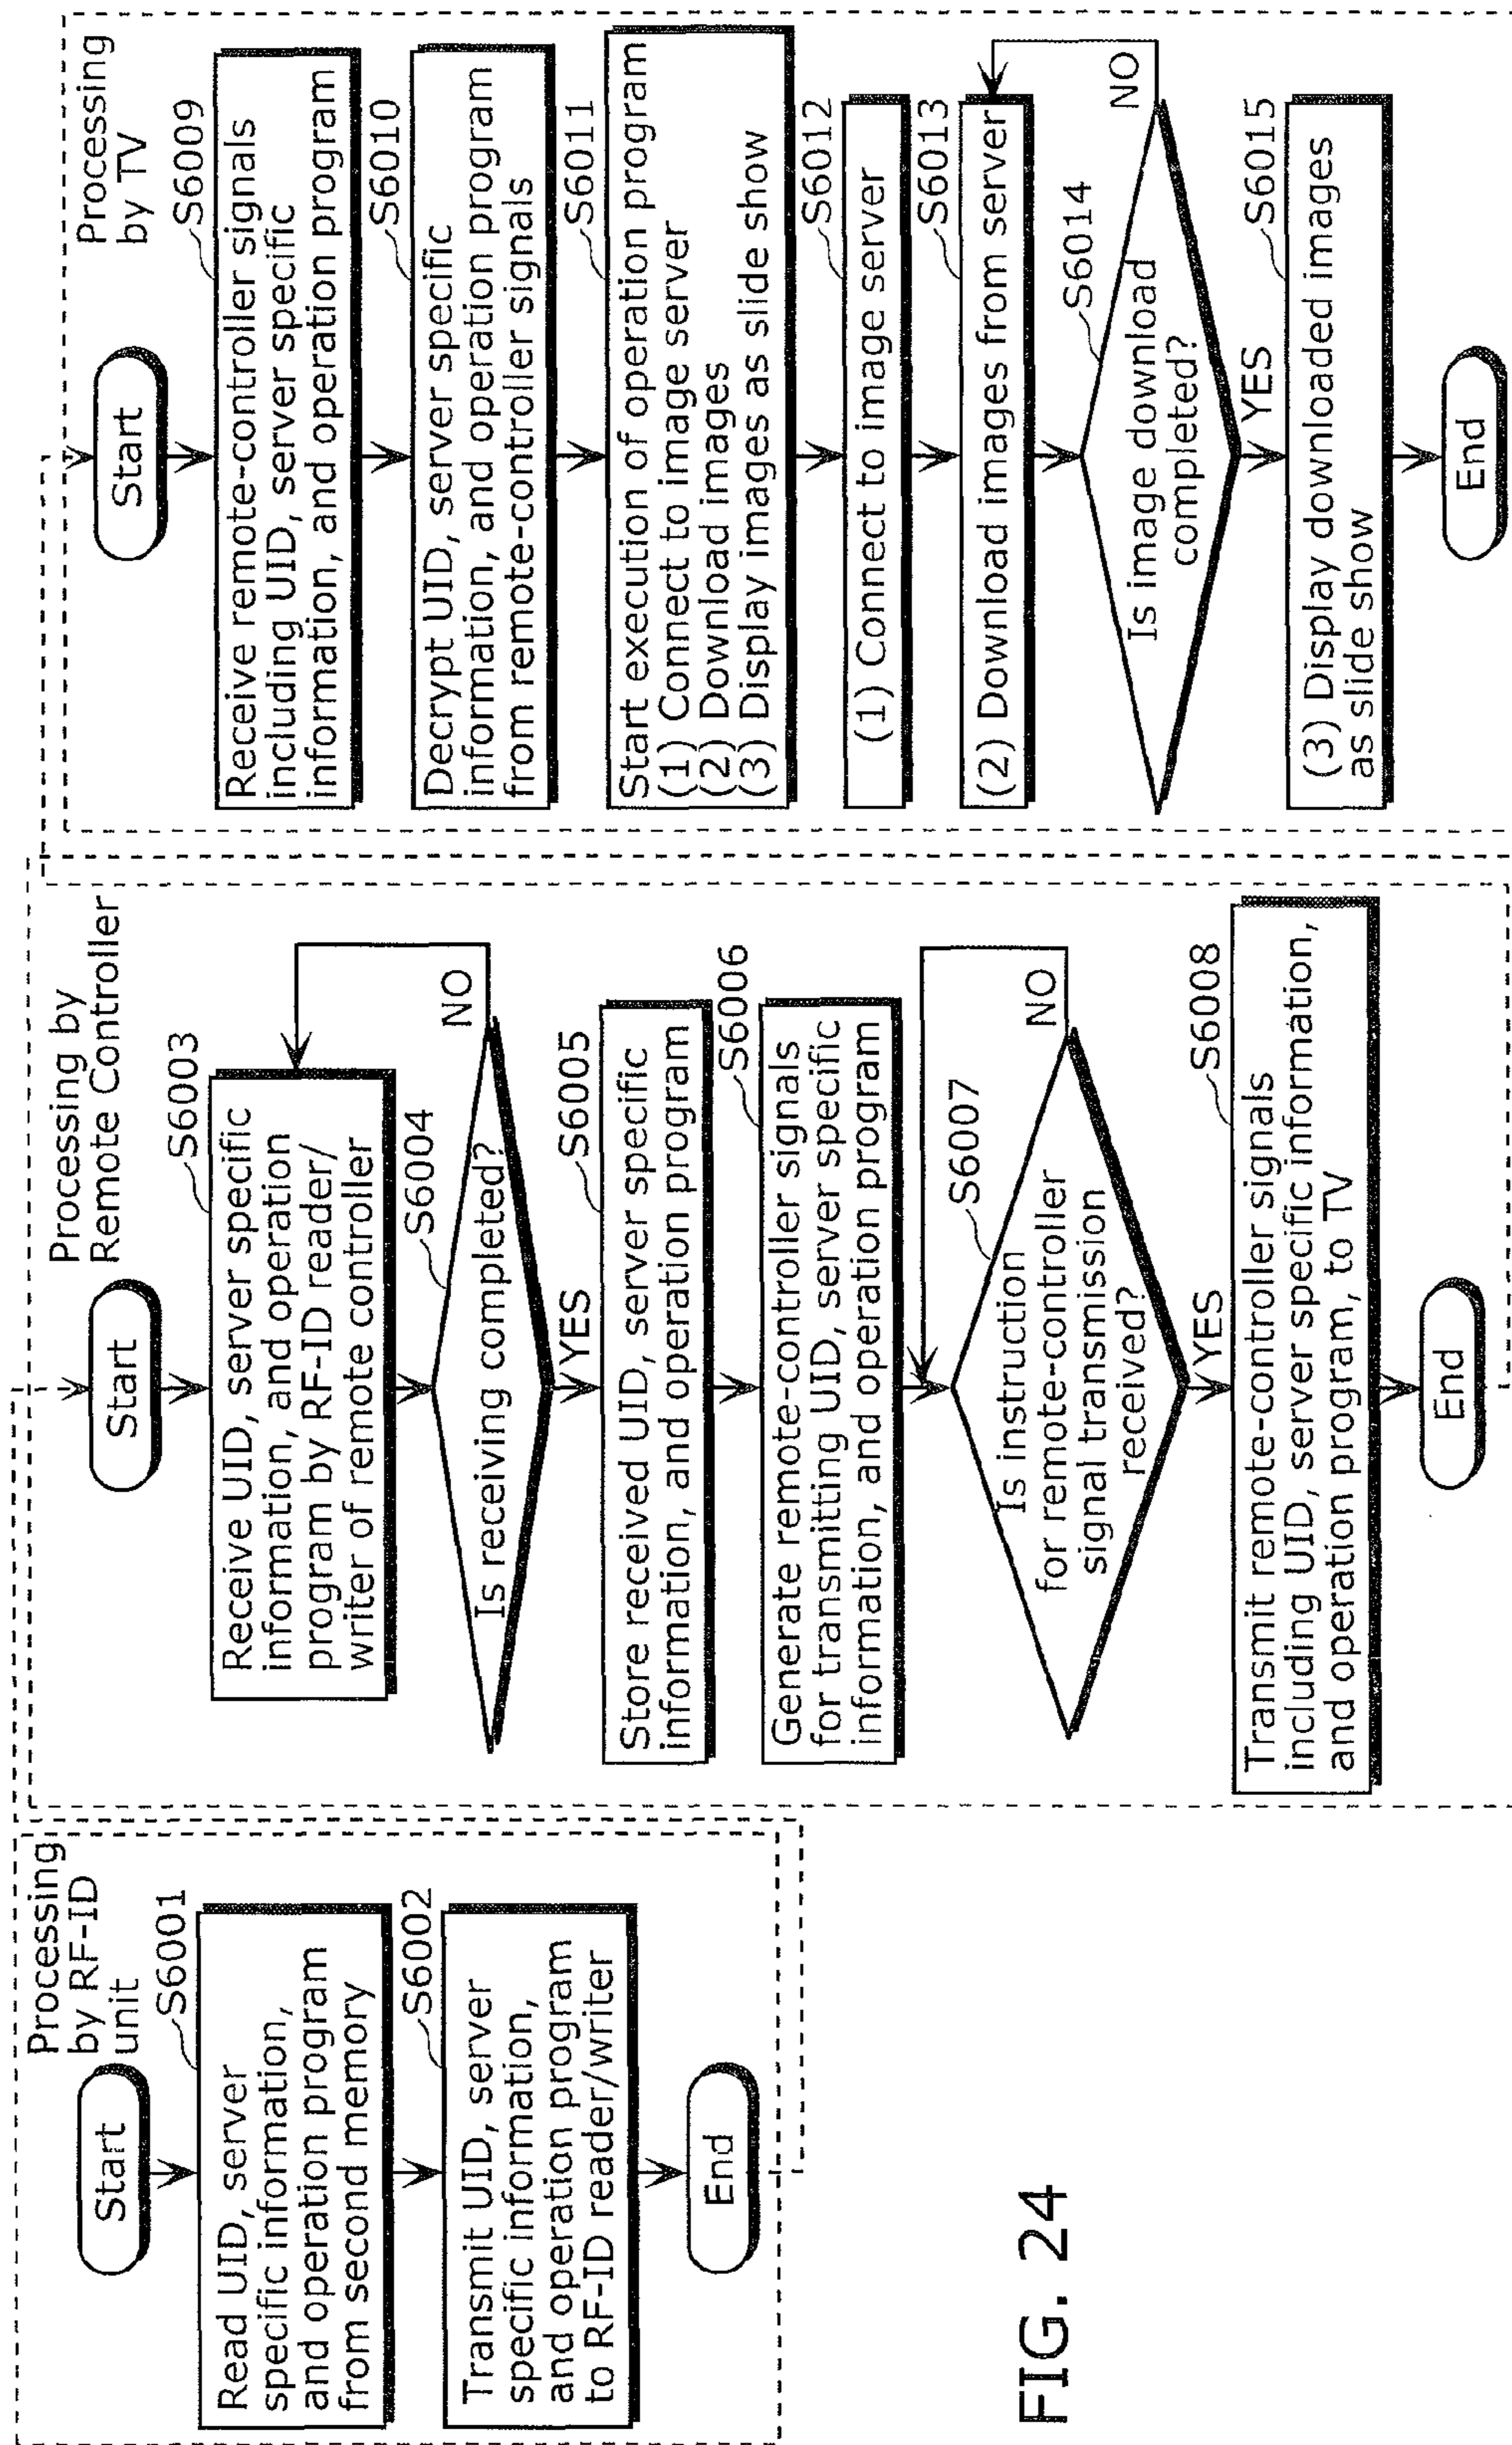 Processing
by RF-ID
unit
Start
S6001
Read UID, server
specific information,
and operation program
from second memory
S6002
Transmit UID, server
specific information,
and operation program
to RF-ID reader/writer
End
Processing by
Remote Controller
Start
S6003
Receive UID, server specific
information, and operation
program by RF-ID reader/
writer of remote controller
S6004
Is receiving completed?
NO
YES
S6005
Store received UID, server specific
information, and operation program
S6006
Generate remote-controller signals
for transmitting UID, server specific
information, and operation program
S6007
Is instruction
for remote-controller
signal transmission
received?
NO
YES
S6008
Transmit remote-controller signals
including UID, server specific information,
and operation program, to TV
End
Processing
by TV
Start
S6009
Receive remote-controller signals
including UID, server specific
information, and operation program
S6010
Decrypt UID, server specific
information, and operation program
from remote-controller signals
S6011
Start execution of operation program
(1) Connect to image server
(2) Download images
(3) Display images as slide show
S6012
(1) Connect to image server
S6013
(2) Download images from server
S6014
Is image download
completed?
NO
YES
S6015
(3) Display downloaded images
as slide show
End
FIG. 24